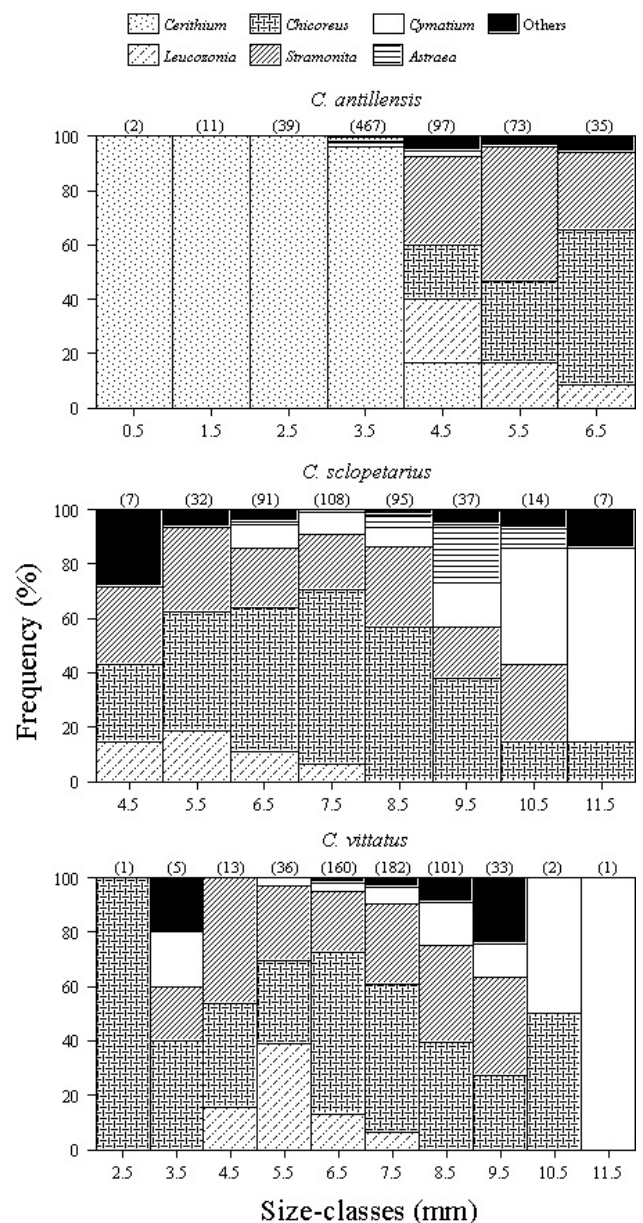 Cerithium Chicoreus Cymatium Others
Leucozonia Stramonita Astraea
C. antillensis
(2) (11) (39) (467) (97) (73) (35)
100
80
60
40
20
0
0.5 1.5 2.5 3.5 4.5 5.5 6.5
C. sclopetarius
(7) (32) (91) (108) (95) (37) (14) (7)
100
80
60
40
20
0
4.5 5.5 6.5 7.5 8.5 9.5 10.5 11.5
Frequency (%)
C. vittatus
(1) (5) (13) (36) (160) (182) (101) (33) (2) (1)
100
80
60
40
20
0
2.5 3.5 4.5 5.5 6.5 7.5 8.5 9.5 10.5 11.5
Size-classes (mm)